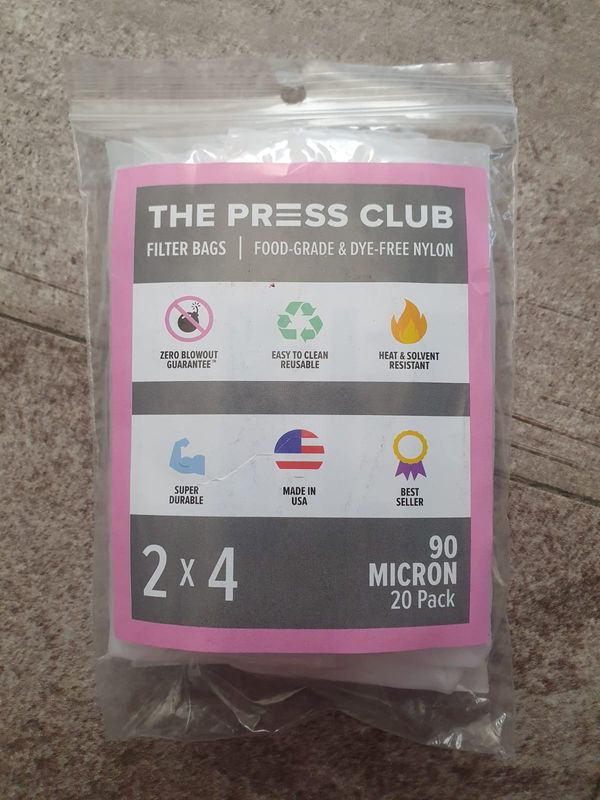 THE PRESS CLUB
FILTER BAGS | FOOD-GRADE & DYE-FREE NYLON
ZERO BLOWOUT
GUARANTEE™
EASY TO CLEAN
REUSABLE
HEAT & SOLVENT
RESISTANT
SUPER
DURABLE
MADE IN
USA
BEST
SELLER
2 x 4
90
MICRON
20 Pack